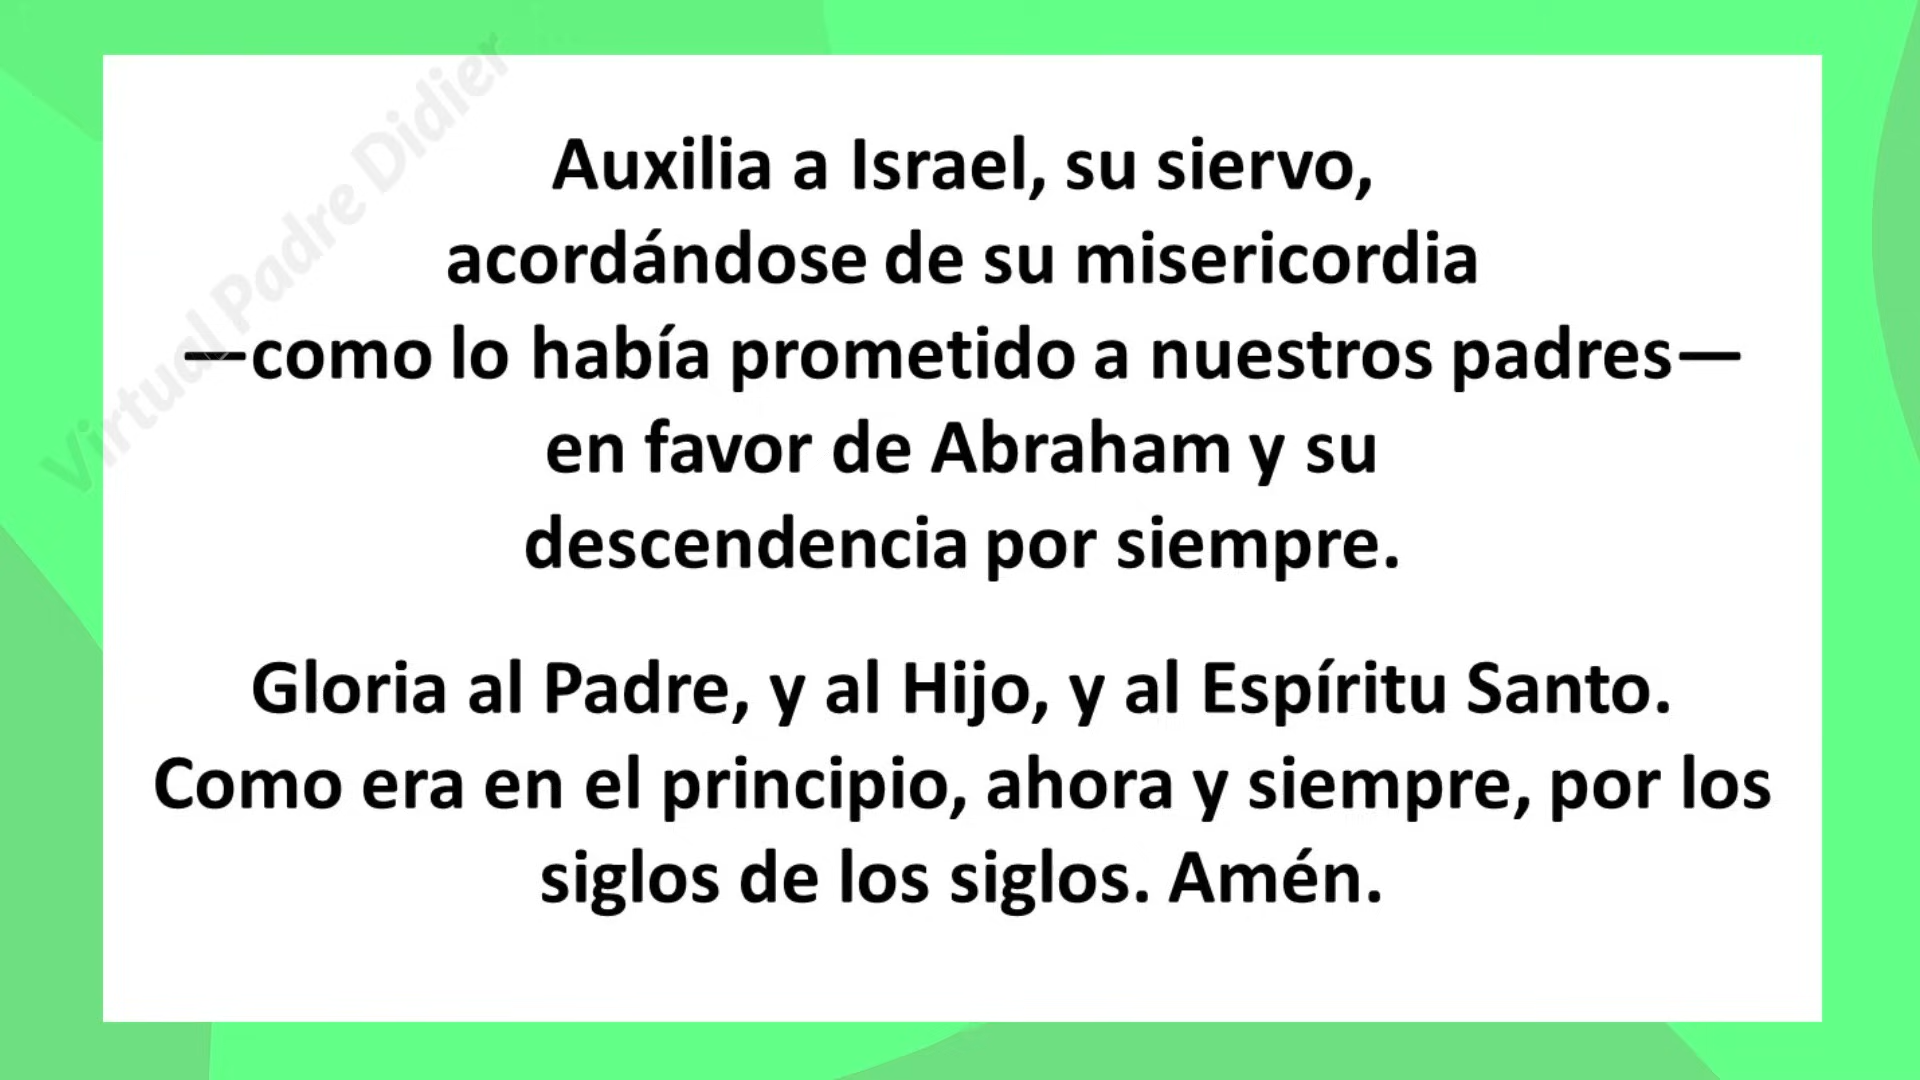 Virtual Padre Didier
Auxilia a Israel, su siervo,
acordándose de su misericordia
—como lo había prometido a nuestros padres—
en favor de Abraham y su
descendencia por siempre.
Gloria al Padre, y al Hijo, y al Espíritu Santo.
Como era en el principio, ahora y siempre, por los
siglos de los siglos. Amén.